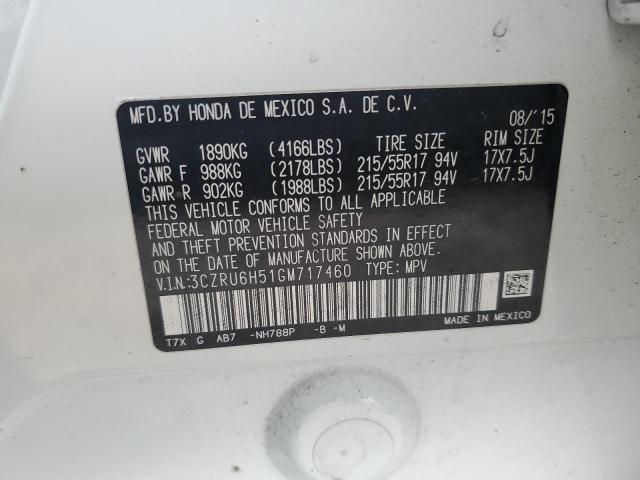 MFD.BY HONDA DE MEXICO S.A. DE C.V. 08/'15
GVWR 1890KG (4166LBS) TIRE SIZE RIM SIZE
GAWR F 988KG (2178LBS) 215/55R17 94V 17X7.5J
GAWR R 902KG (1988LBS) 215/55R17 94V 17X7.5J
THIS VEHICLE CONFORMS TO ALL APPLICABLE
FEDERAL MOTOR VEHICLE SAFETY
AND THEFT PREVENTION STANDARDS IN EFFECT
ON THE DATE OF MANUFACTURE SHOWN ABOVE.
V.I.N.:3CZRU6H51GM717460 TYPE: MPV
T7X G AB7 -NH788P -B -M MADE IN MEXICO